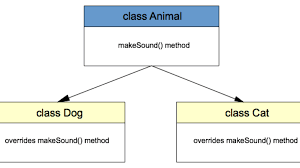 class Animal
makeSound() method
class Dog
class Cat
overrides makeSound() method
overrides makeSound() method